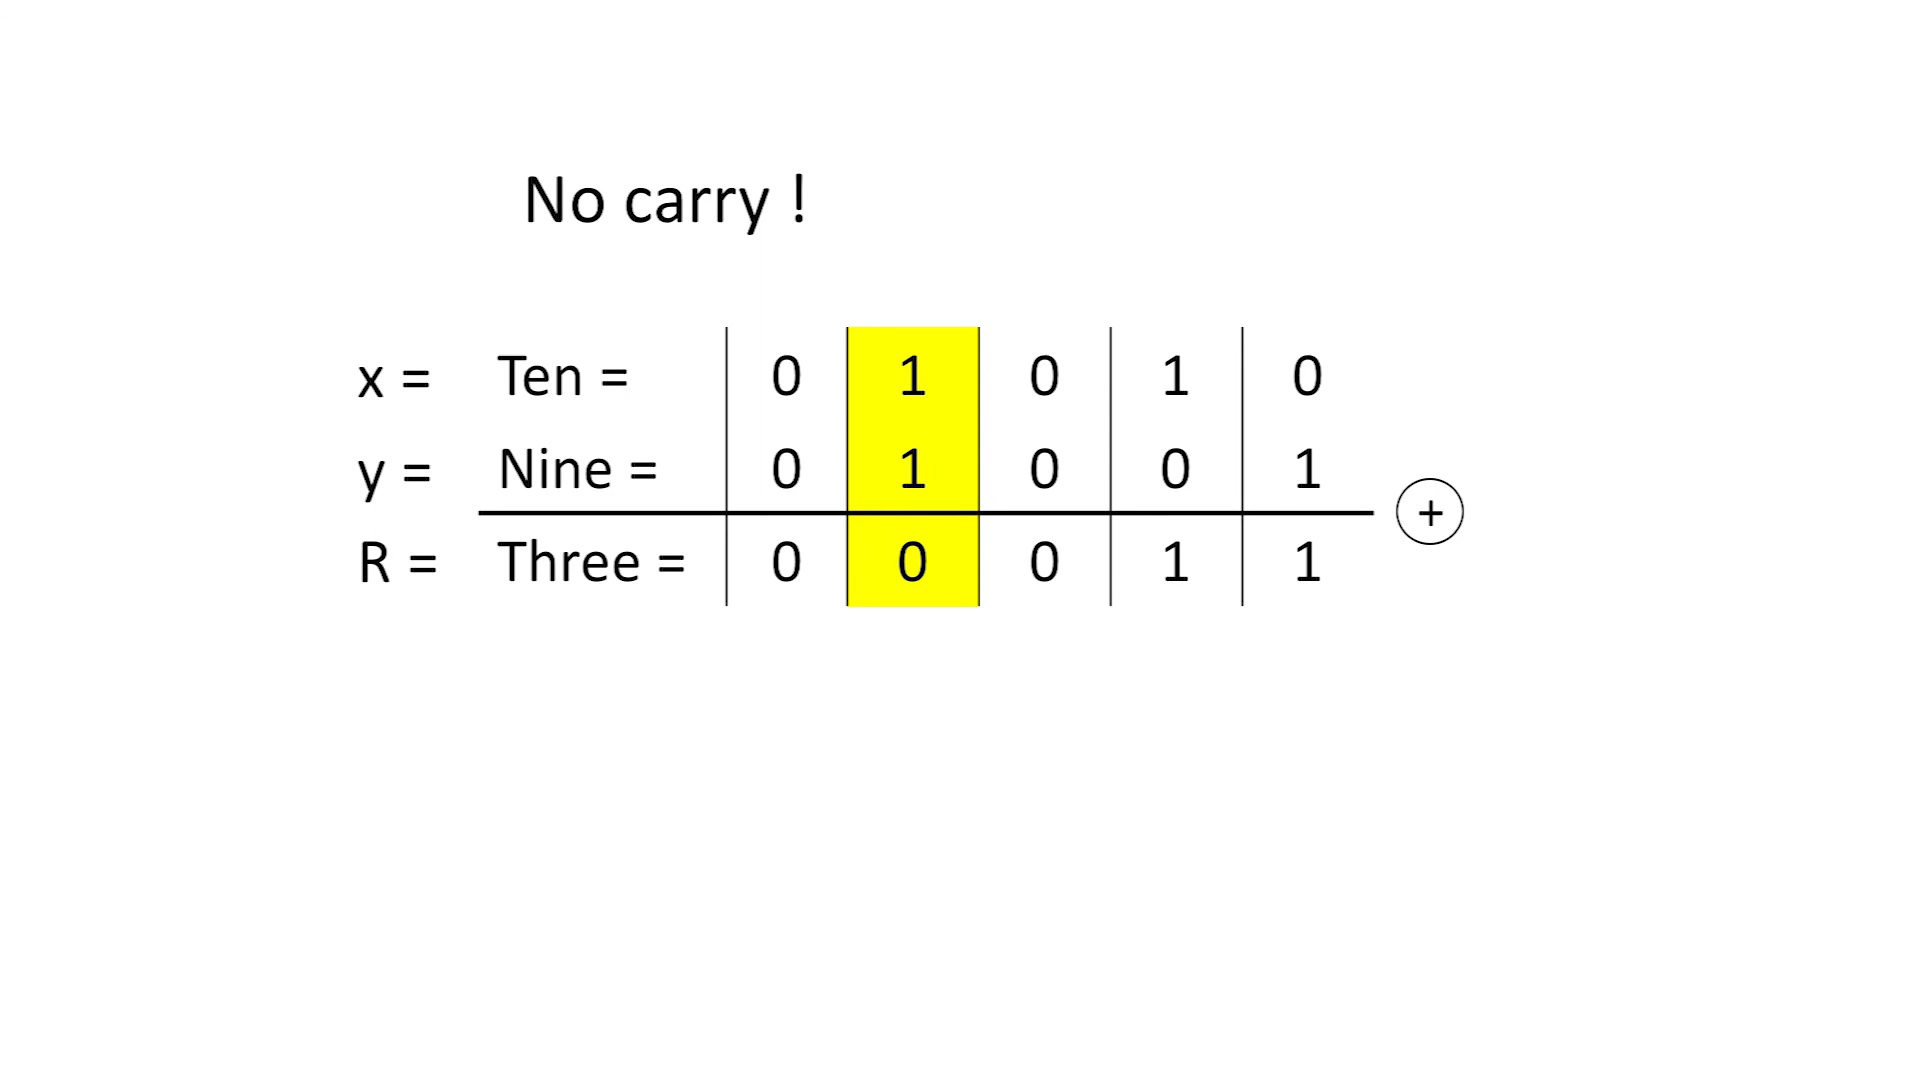 No carry !
x = Ten = 0 1 0 1 0
y = Nine = 0 1 0 0 1
+
R = Three = 0 0 0 1 1